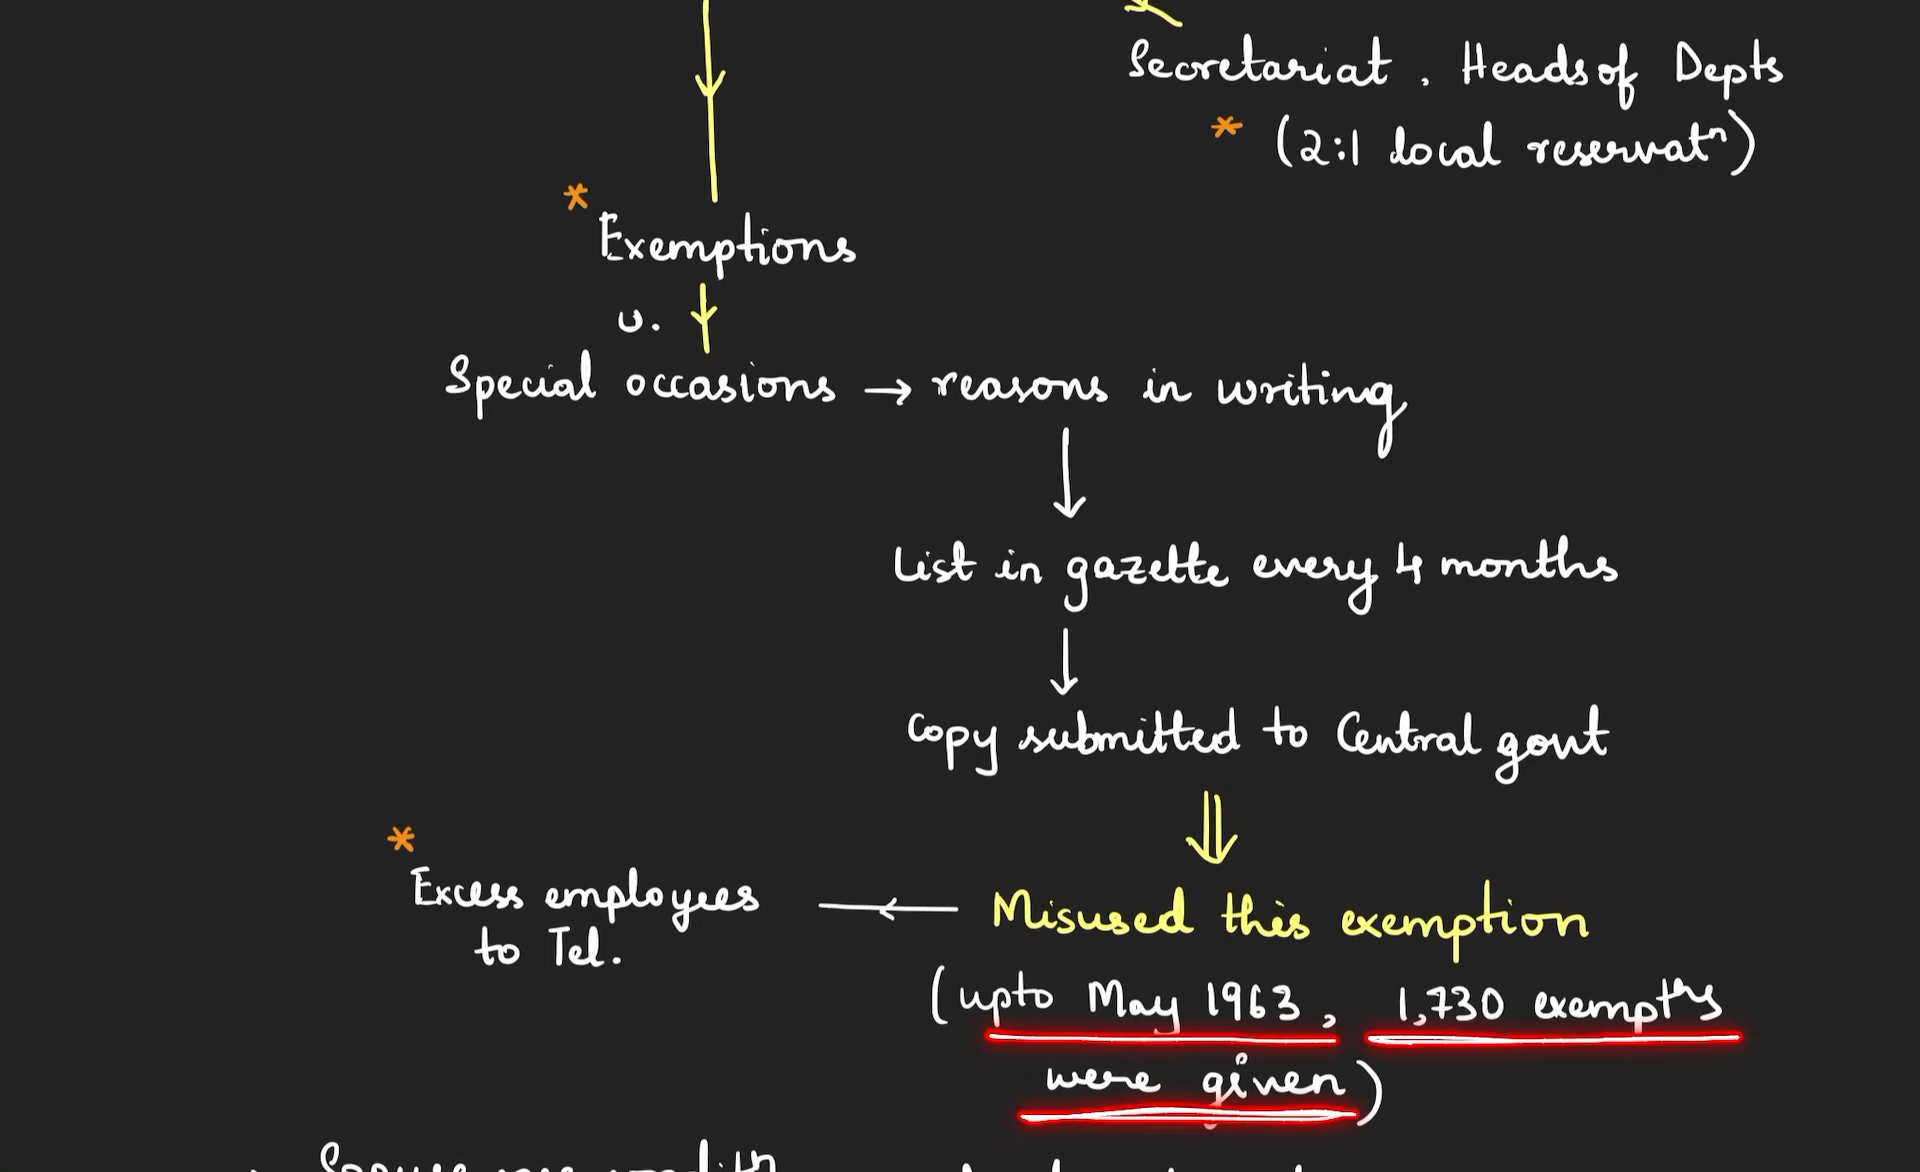 Secretariat, Heads of Depts
* (2:1 local reservatⁿ)
*
Exemptions
u.
Special occasions → reasons in writing
List in gazette every 4 months
Copy submitted to Central govt
*
Excess employees ← Misused this exemption
to Tel.
(upto May 1963, 1,730 exemptⁿs
were given)